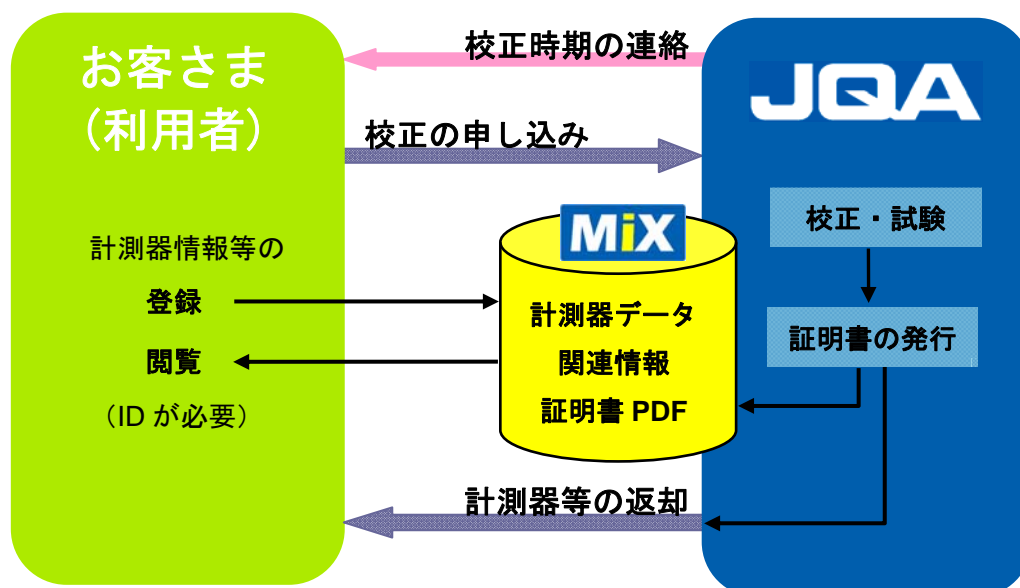 お客さま
（利用者）
校正時期の連絡
JQA
校正の申し込み
MiX
校正・試験
計測器情報等の
登録
閲覧
（ID が必要）
計測器データ
関連情報
証明書 PDF
証明書の発行
計測器等の返却